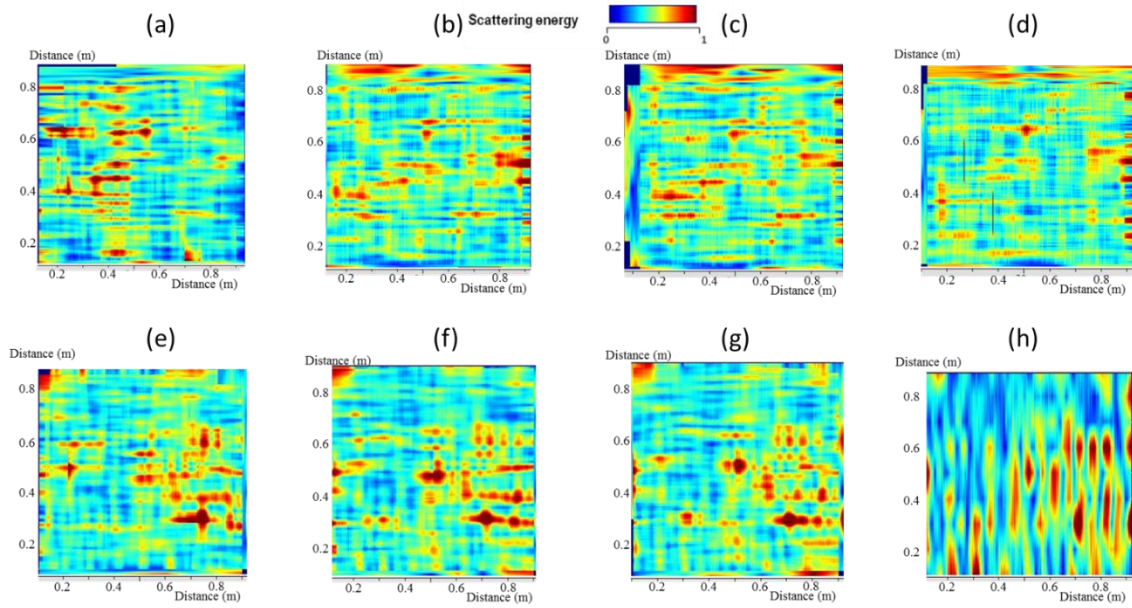 Scattering energy
0 1
(a) (b) (c) (d)
Distance (m) Distance (m) Distance (m) Distance (m)
0.8 0.8 0.8 0.8
0.6 0.6 0.6 0.6
0.4 0.4 0.4 0.4
0.2 0.2 0.2 0.2
0.2 0.4 0.6 0.8 0.2 0.4 0.6 0.8 0.2 0.4 0.6 0.8 0.2 0.4 0.6 0.8
Distance (m) Distance (m) Distance (m) Distance (m)
(e) (f) (g) (h)
Distance (m) Distance (m) Distance (m) Distance (m)
0.8 0.8 0.8 0.8
0.6 0.6 0.6 0.6
0.4 0.4 0.4 0.4
0.2 0.2 0.2 0.2
0.2 0.4 0.6 0.8 0.2 0.4 0.6 0.8 0.2 0.4 0.6 0.8 0.2 0.4 0.6 0.8
Distance (m) Distance (m) Distance (m) Distance (m)